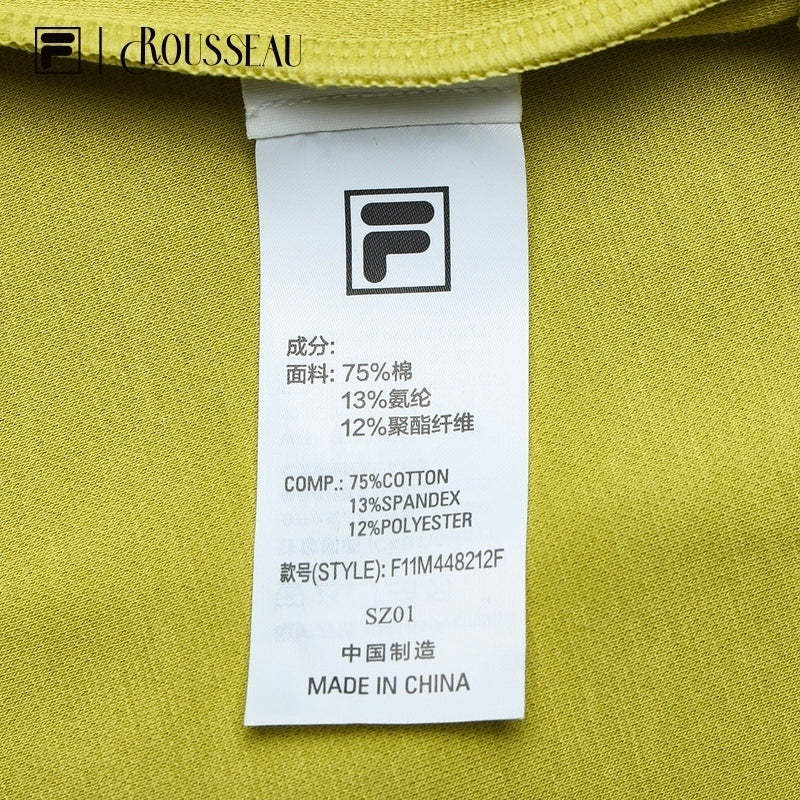 F | ROUSSEAU
F
成分:
面料: 75%棉
13%氨纶
12%聚酯纤维
COMP.: 75%COTTON
13%SPANDEX
12%POLYESTER
款号(STYLE): F11M448212F
SZ01
中国制造
MADE IN CHINA